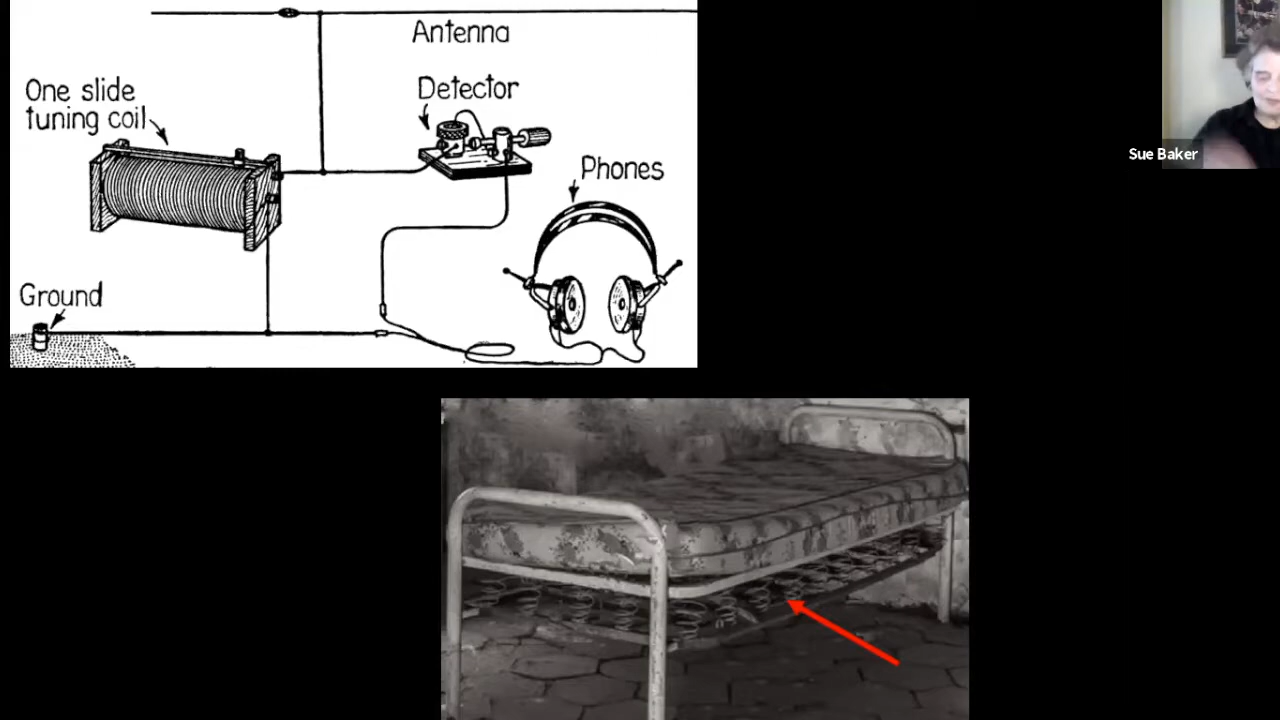 Antenna
One slide
tuning coil
Detector
Phones
Ground
Sue Baker